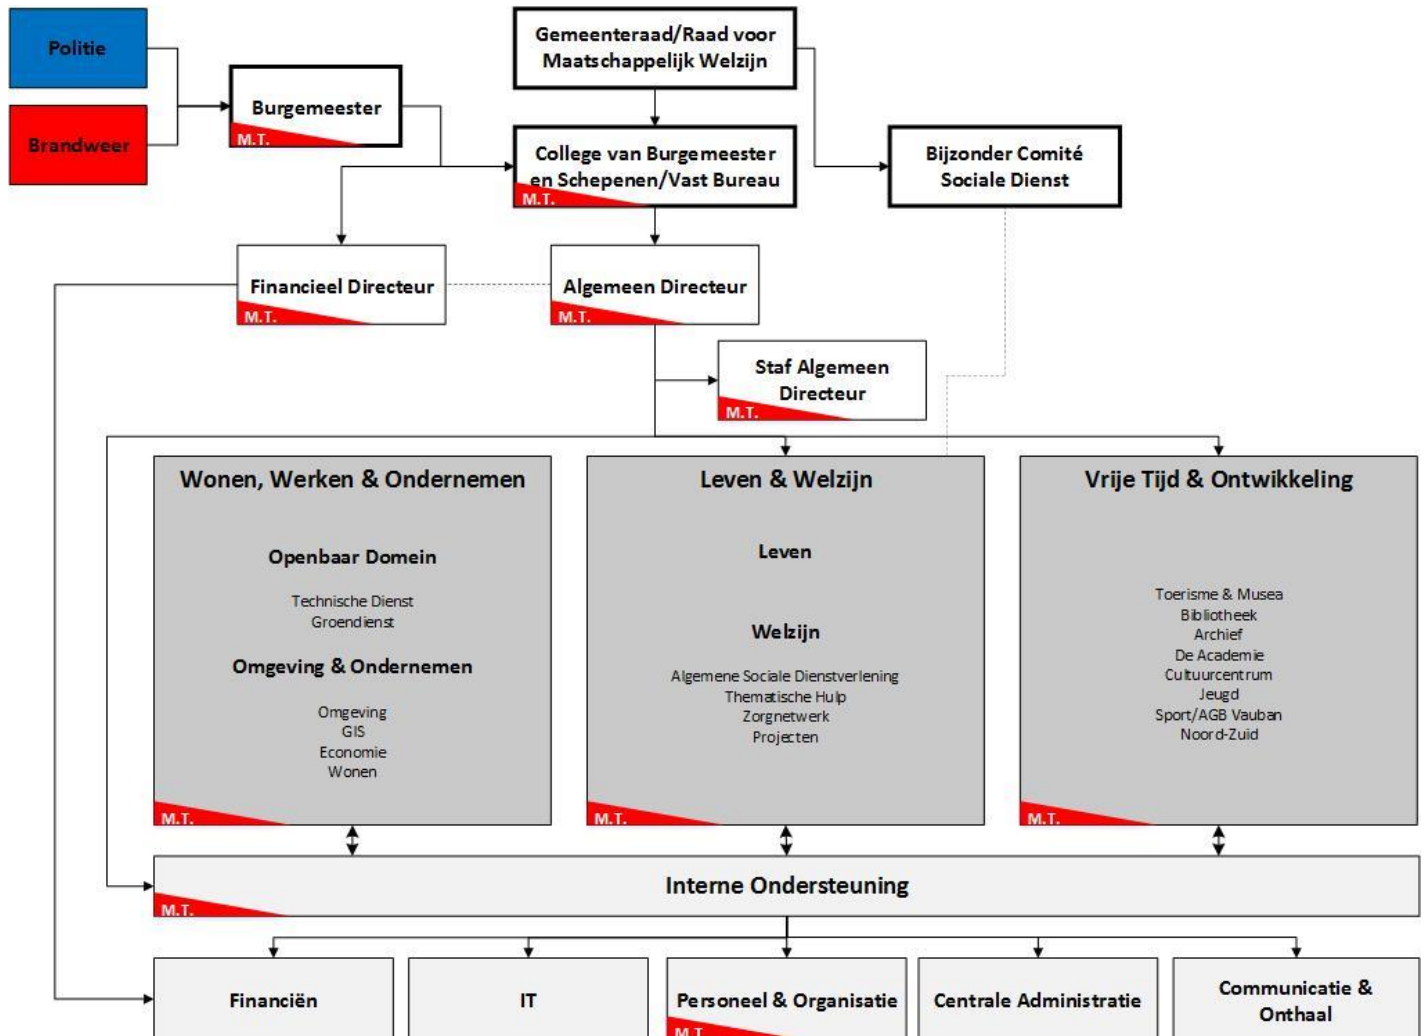 Politie
Brandweer
Burgemeester
M.T.
Gemeenteraad/Raad voor
Maatschappelijk Welzijn
College van Burgemeester
en Schepenen/Vast Bureau
M.T.
Bijzonder Comité
Sociale Dienst
Financieel Directeur
M.T.
Algemeen Directeur
M.T.
Staf Algemeen
Directeur
M.T.
Wonen, Werken & Ondernemen
Openbaar Domein
Technische Dienst
Groendienst
Omgeving & Ondernemen
Omgeving
GIS
Economie
Wonen
M.T.
Leven & Welzijn
Leven
Welzijn
Algemene Sociale Dienstverlening
Thematische Hulp
Zorgnetwerk
Projecten
M.T.
Vrije Tijd & Ontwikkeling
Toerisme & Musea
Bibliotheek
Archief
De Academie
Cultuurcentrum
Jeugd
Sport/AGB Vauban
Noord-Zuid
M.T.
Interne Ondersteuning
M.T.
Financiën
IT
Personeel & Organisatie
M.T.
Centrale Administratie
Communicatie &
Onthaal